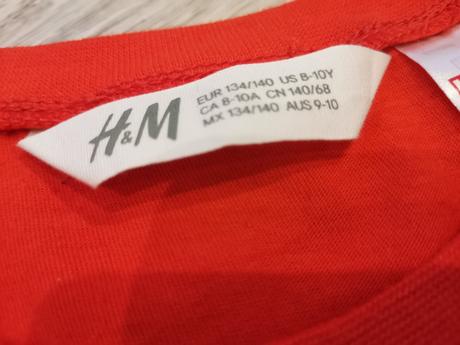 H&M
EUR 134/140 US 8-10Y
CA 8-10A CN 140/68
MX 134/140 AUS 9-10